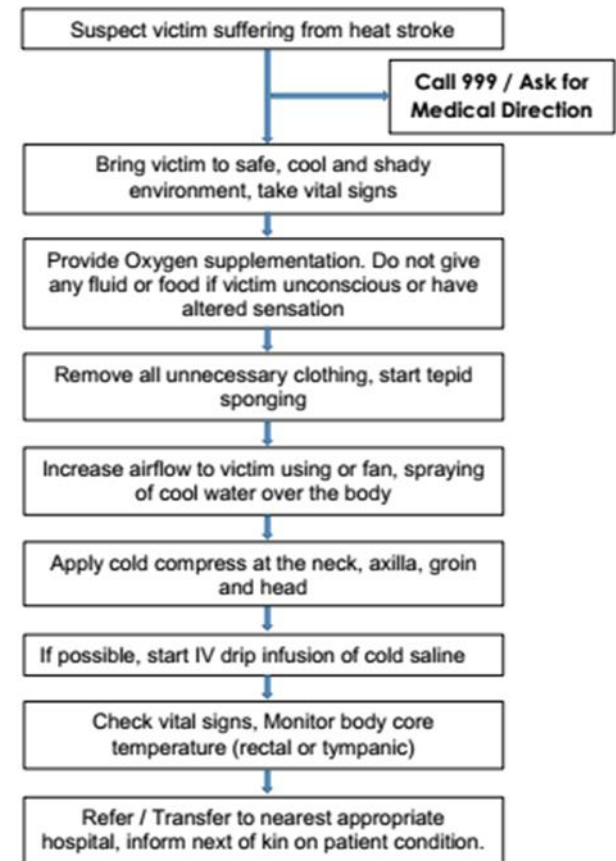 Suspect victim suffering from heat stroke
Call 999 / Ask for
Medical Direction
Bring victim to safe, cool and shady
environment, take vital signs
Provide Oxygen supplementation. Do not give
any fluid or food if victim unconscious or have
altered sensation
Remove all unnecessary clothing, start tepid
sponging
Increase airflow to victim using or fan, spraying
of cool water over the body
Apply cold compress at the neck, axilla, groin
and head
If possible, start IV drip infusion of cold saline
Check vital signs, Monitor body core
temperature (rectal or tympanic)
Refer / Transfer to nearest appropriate
hospital, inform next of kin on patient condition.